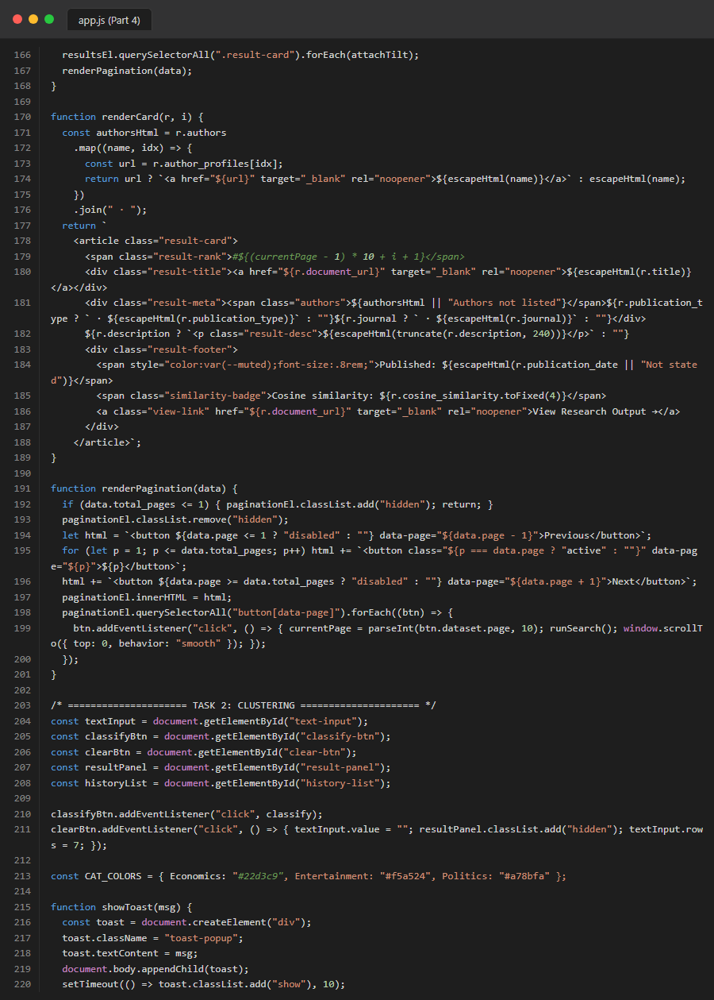 app.js (Part 4)
166 resultsEl.querySelectorAll(".result-card").forEach(attachTilt);
167 renderPagination(data);
168 }
169
170 function renderCard(r, i) {
171 const authorsHtml = r.authors
172 .map((name, idx) => {
173 const url = r.author_profiles[idx];
174 return url ? `<a href="${url}" target="_blank" rel="noopener">${escapeHtml(name)}</a>` : escapeHtml(name);
175 })
176 .join(" · ");
177 return `
178 <article class="result-card">
179 <span class="result-rank">#${(currentPage - 1) * 10 + i + 1}</span>
180 <div class="result-title"><a href="${r.document_url}" target="_blank" rel="noopener">${escapeHtml(r.title)}
</a></div>
181 <div class="result-meta"><span class="authors">${authorsHtml || "Authors not listed"}</span>${r.publication_t
ype ? ` · ${escapeHtml(r.publication_type)}` : ""}${r.journal ? ` · ${escapeHtml(r.journal)}` : ""}</div>
182 ${r.description ? `<p class="result-desc">${escapeHtml(truncate(r.description, 240))}</p>` : ""}
183 <div class="result-footer">
184 <span style="color:var(--muted);font-size:.8rem;">Published: ${escapeHtml(r.publication_date || "Not state
d")}</span>
185 <span class="similarity-badge">Cosine similarity: ${r.cosine_similarity.toFixed(4)}</span>
186 <a class="view-link" href="${r.document_url}" target="_blank" rel="noopener">View Research Output →</a>
187 </div>
188 </article>`;
189 }
190
191 function renderPagination(data) {
192 if (data.total_pages <= 1) { paginationEl.classList.add("hidden"); return; }
193 paginationEl.classList.remove("hidden");
194 let html = `<button ${data.page <= 1 ? "disabled" : ""} data-page="${data.page - 1}">Previous</button>`;
195 for (let p = 1; p <= data.total_pages; p++) html += `<button class="${p === data.page ? "active" : ""}" data-pag
e="${p}">${p}</button>`;
196 html += `<button ${data.page >= data.total_pages ? "disabled" : ""} data-page="${data.page + 1}">Next</button>`;
197 paginationEl.innerHTML = html;
198 paginationEl.querySelectorAll("button[data-page]").forEach((btn) => {
199 btn.addEventListener("click", () => { currentPage = parseInt(btn.dataset.page, 10); runSearch(); window.scrollT
o({ top: 0, behavior: "smooth" }); });
200 });
201 }
202
203 /* ===================== TASK 2: CLUSTERING ===================== */
204 const textInput = document.getElementById("text-input");
205 const classifyBtn = document.getElementById("classify-btn");
206 const clearBtn = document.getElementById("clear-btn");
207 const resultPanel = document.getElementById("result-panel");
208 const historyList = document.getElementById("history-list");
209
210 classifyBtn.addEventListener("click", classify);
211 clearBtn.addEventListener("click", () => { textInput.value = ""; resultPanel.classList.add("hidden"); textInput.row
s = 7; });
212
213 const CAT_COLORS = { Economics: "#22d3c9", Entertainment: "#f5a524", Politics: "#a78bfa" };
214
215 function showToast(msg) {
216 const toast = document.createElement("div");
217 toast.className = "toast-popup";
218 toast.textContent = msg;
219 document.body.appendChild(toast);
220 setTimeout(() => toast.classList.add("show"), 10);